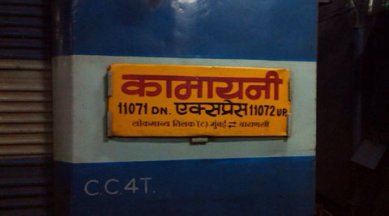 कामायनी
11071 DN. एक्सप्रेस 11072 UP.
लोकमान्य तिलक (ट) मुंबई ⇌ वाराणसी
C.C.4T.